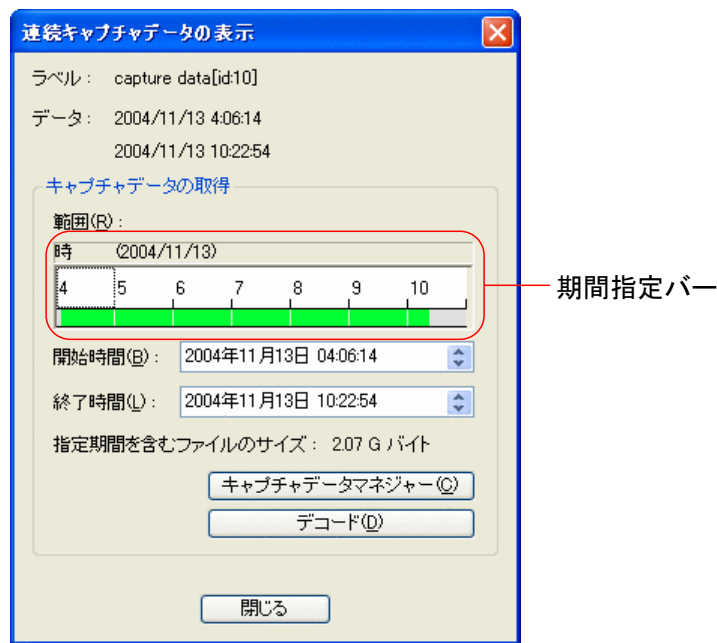 連続キャプチャデータの表示
ラベル： capture data[id:10]
データ： 2004/11/13 4:06:14
2004/11/13 10:22:54
キャプチャデータの取得
範囲(R)：
時 (2004/11/13)
4 5 6 7 8 9 10
期間指定バー
開始時間(B)： 2004年11月13日 04:06:14
終了時間(L)： 2004年11月13日 10:22:54
指定期間を含むファイルのサイズ： 2.07 G バイト
キャプチャデータマネジャー(C)
デコード(D)
閉じる